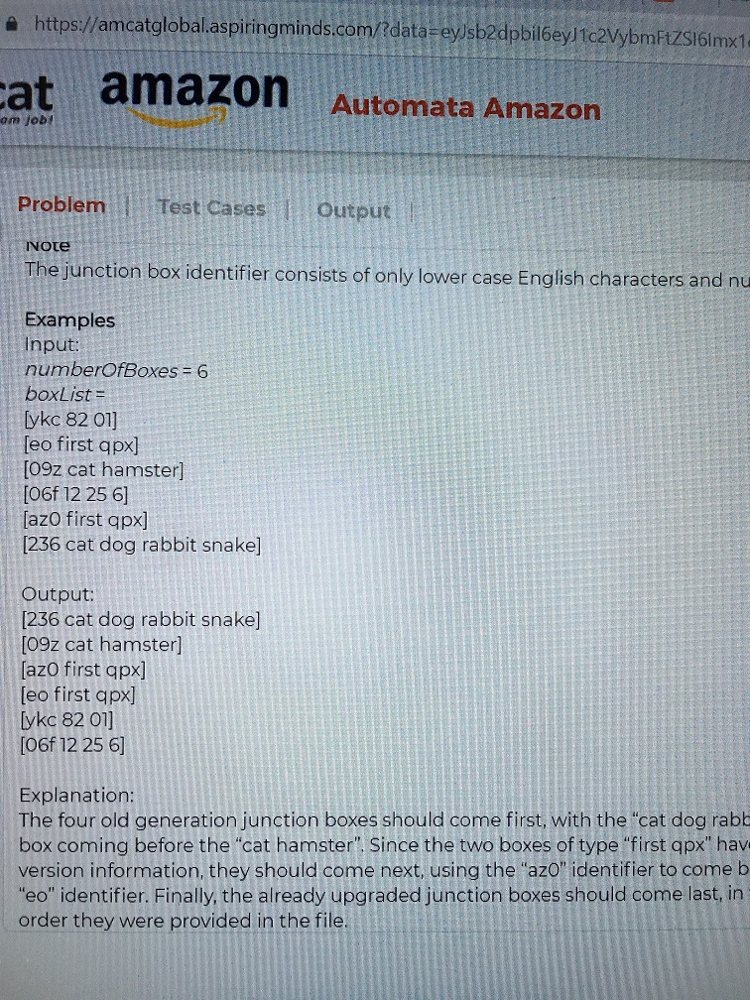 https://amcatglobal.aspiringminds.com/?data=
cat amazon Automata Amazon
am job!
Problem | Test Cases | Output |
Note
The junction box identifier consists of only lower case English characters and nu
Examples
Input:
numberOfBoxes = 6
boxList =
[ykc 82 01]
[eo first qpx]
[09z cat hamster]
[06f 12 25 6]
[az0 first qpx]
[236 cat dog rabbit snake]
Output:
[236 cat dog rabbit snake]
[09z cat hamster]
[az0 first qpx]
[eo first qpx]
[ykc 82 01]
[06f 12 25 6]
Explanation:
The four old generation junction boxes should come first, with the "cat dog rabb
box coming before the "cat hamster". Since the two boxes of type "first qpx" hav
version information, they should come next, using the "az0" identifier to come b
"eo" identifier. Finally, the already upgraded junction boxes should come last, in
order they were provided in the file.